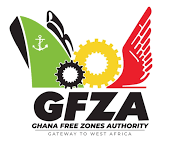 GFZA
GHANA FREE ZONES AUTHORITY
GATEWAY TO WEST AFRICA